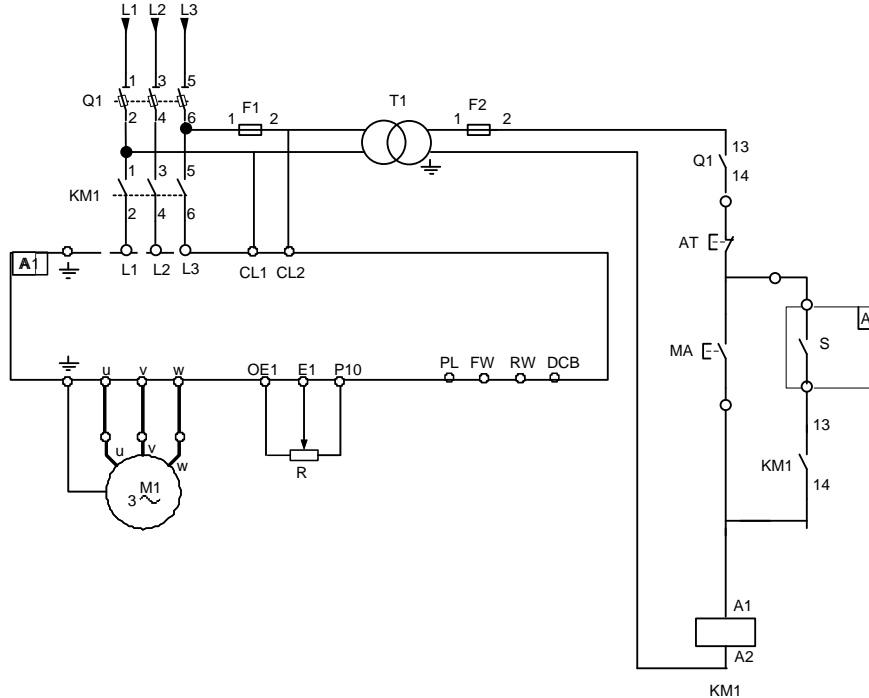 L1 L2 L3
1 3 5
Q1
2 4 6
F1
1 2
T1
F2
1 2
Q1
13
14
1 3 5
KM1
2 4 6
AT
A1
L1 L2 L3 CL1 CL2
A
S
MA
u v w OE1 E1 P10 PL FW RW DCB
13
KM1
14
u v w
R
M1
3
A1
A2
KM1